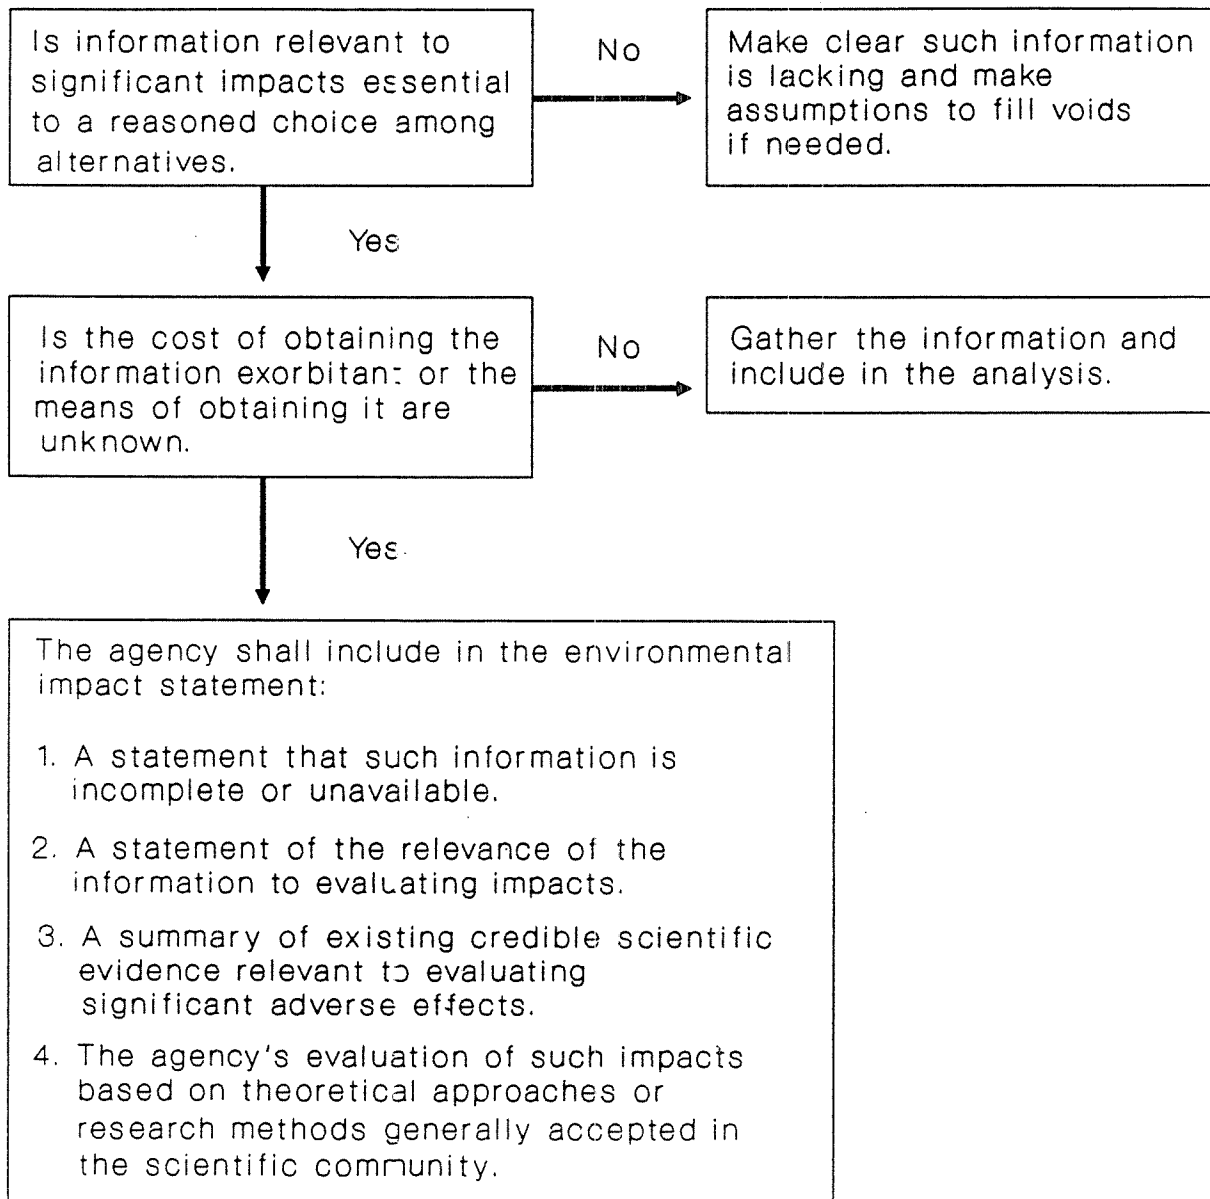 Is information relevant to
significant impacts essential
to a reasoned choice among
alternatives.
No
Make clear such information
is lacking and make
assumptions to fill voids
if needed.
Yes
Is the cost of obtaining the
information exorbitant or the
means of obtaining it are
unknown.
No
Gather the information and
include in the analysis.
Yes
The agency shall include in the environmental
impact statement:
1. A statement that such information is
incomplete or unavailable.
2. A statement of the relevance of the
information to evaluating impacts.
3. A summary of existing credible scientific
evidence relevant to evaluating
significant adverse effects.
4. The agency's evaluation of such impacts
based on theoretical approaches or
research methods generally accepted in
the scientific community.